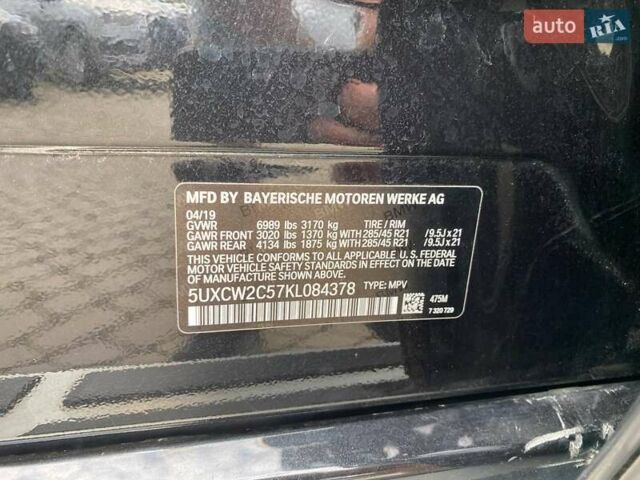 auto RIA
.com
MFD BY BAYERISCHE MOTOREN WERKE AG
04/19
GVWR 6989 lbs 3170 kg TIRE / RIM
GAWR FRONT 3020 lbs 1370 kg WITH 285/45 R21 /9.5J x 21
GAWR REAR 4134 lbs 1875 kg WITH 285/45 R21 /9.5J x 21
THIS VEHICLE CONFORMS TO ALL APPLICABLE U. S. FEDERAL
MOTOR VEHICLE SAFETY STANDARDS IN EFFECT ON THE DATE
OF MANUFACTURE SHOWN ABOVE.
5UXCW2C57KL084378 TYPE: MPV
475M
7 320 729